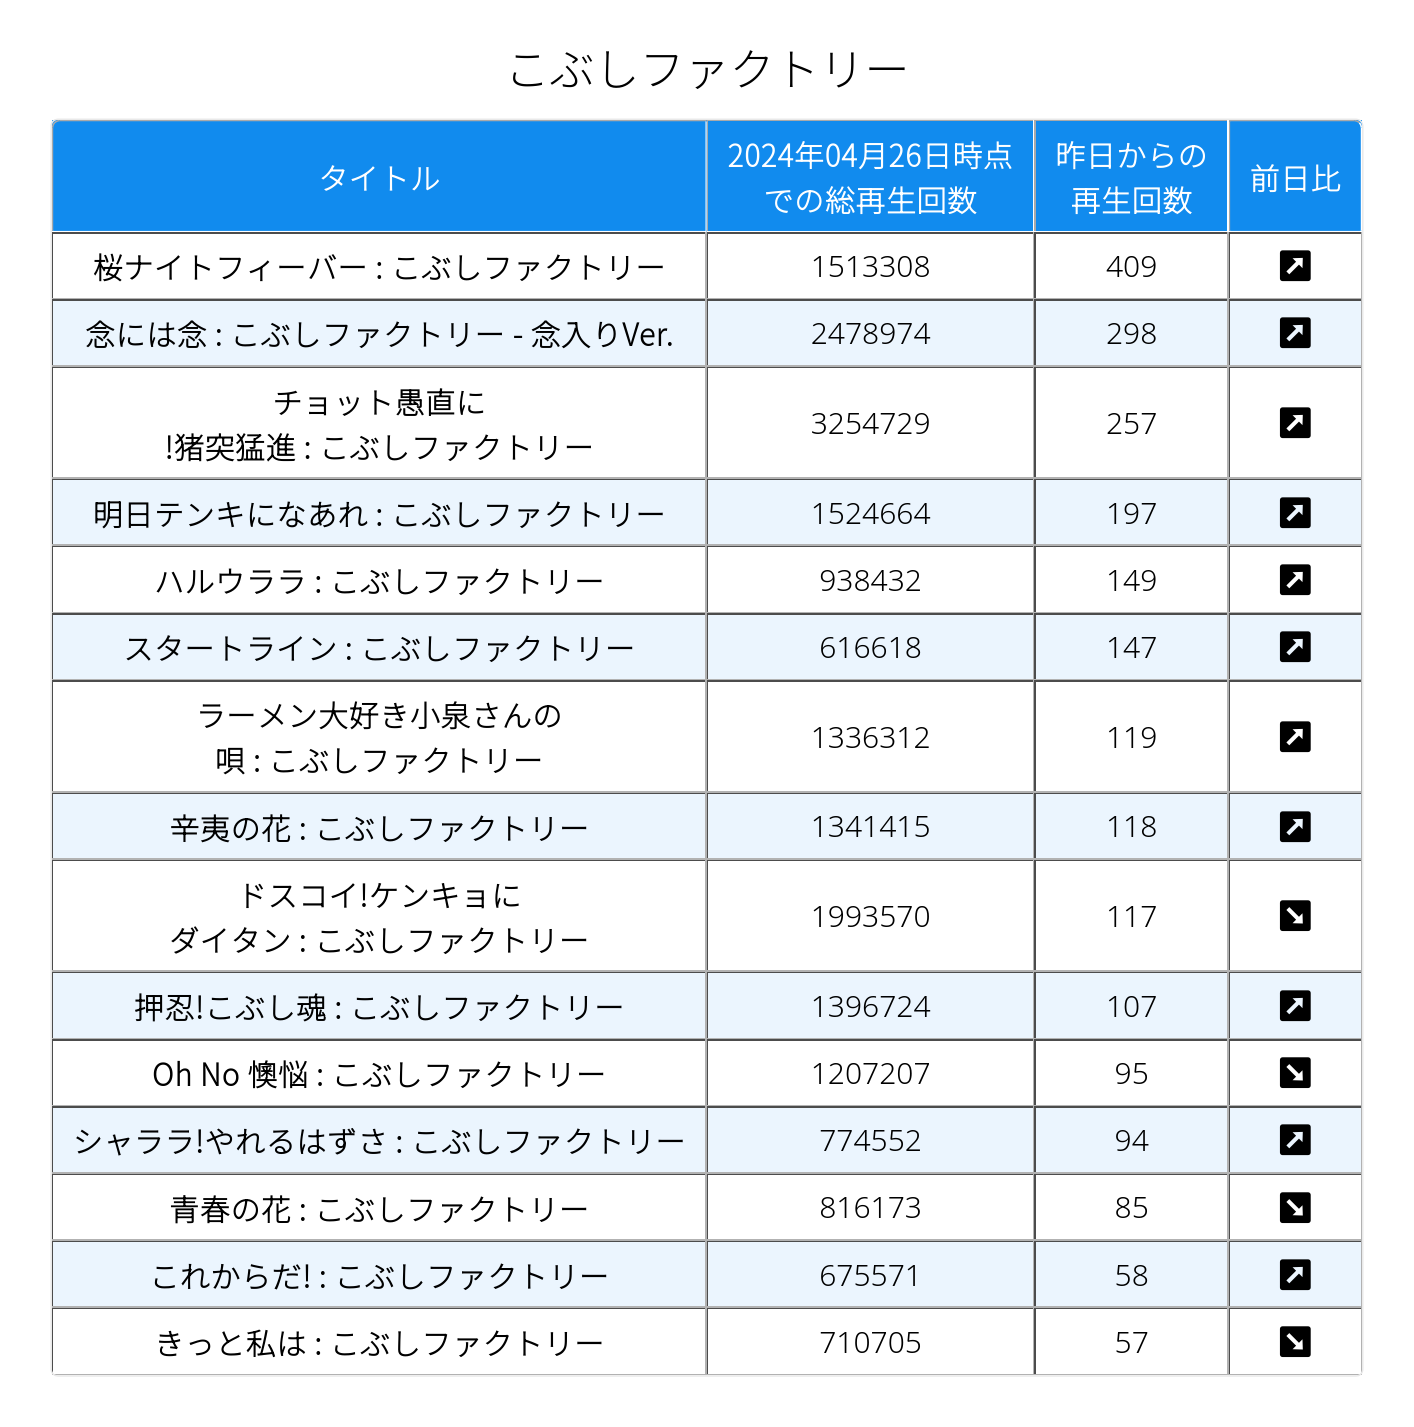 こぶしファクトリー
タイトル
2024年04月26日時点
での総再生回数
昨日からの
再生回数
前日比
桜ナイトフィーバー : こぶしファクトリー 1513308 409
念には念 : こぶしファクトリー - 念入りVer. 2478974 298
チョット愚直に
!猪突猛進 : こぶしファクトリー
3254729 257
明日テンキになあれ : こぶしファクトリー 1524664 197
ハルウララ : こぶしファクトリー 938432 149
スタートライン : こぶしファクトリー 616618 147
ラーメン大好き小泉さんの
唄 : こぶしファクトリー
1336312 119
辛夷の花 : こぶしファクトリー 1341415 118
ドスコイ!ケンキョに
ダイタン : こぶしファクトリー
1993570 117
押忍!こぶし魂 : こぶしファクトリー 1396724 107
Oh No 懊悩 : こぶしファクトリー 1207207 95
シャララ!やれるはずさ : こぶしファクトリー 774552 94
青春の花 : こぶしファクトリー 816173 85
これからだ! : こぶしファクトリー 675571 58
きっと私は : こぶしファクトリー 710705 57